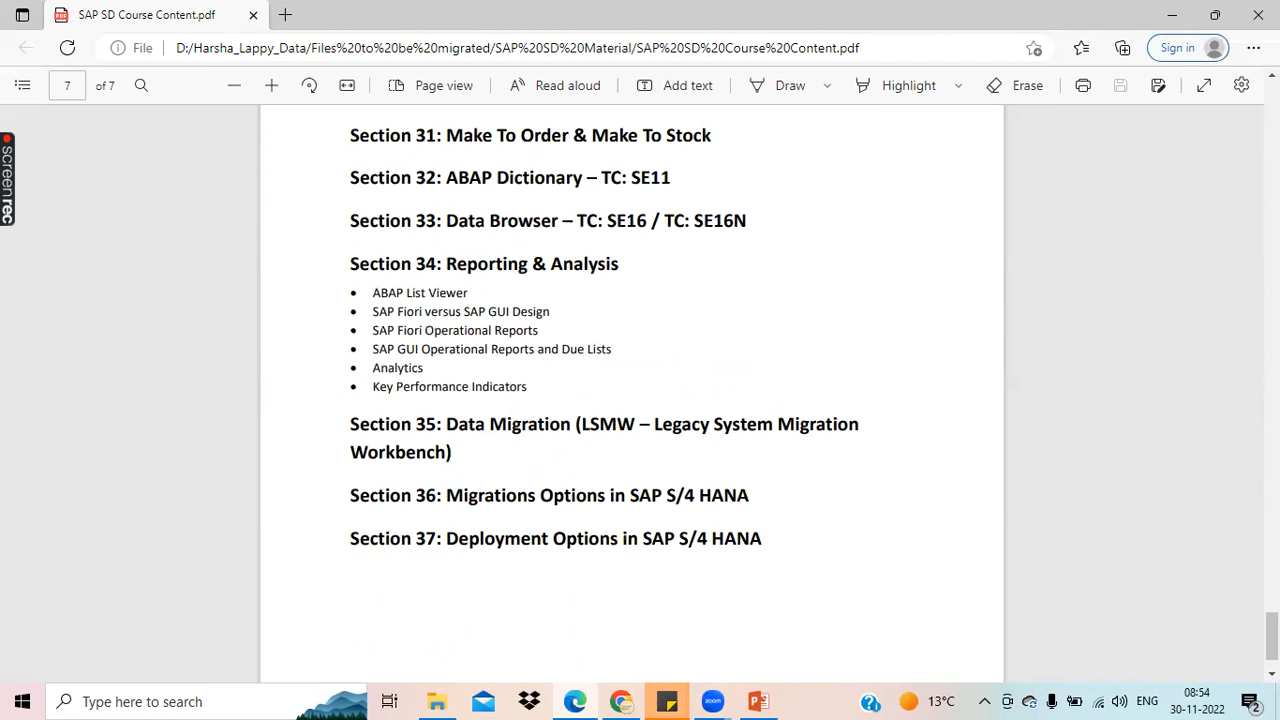 SAP SD Course Content.pdf
File
D:/Harsha_Lappy_Data/Files%20to%20be%20migrated/SAP%20SD%20Material/SAP%20SD%20Course%20Content.pdf
Sign in
7 of 7
Page view
Read aloud
Add text
Draw
Highlight
Erase
screen rec
Section 31: Make To Order & Make To Stock
Section 32: ABAP Dictionary – TC: SE11
Section 33: Data Browser – TC: SE16 / TC: SE16N
Section 34: Reporting & Analysis
• ABAP List Viewer
• SAP Fiori versus SAP GUI Design
• SAP Fiori Operational Reports
• SAP GUI Operational Reports and Due Lists
• Analytics
• Key Performance Indicators
Section 35: Data Migration (LSMW – Legacy System Migration
Workbench)
Section 36: Migrations Options in SAP S/4 HANA
Section 37: Deployment Options in SAP S/4 HANA
Type here to search
zoom
13°C
ENG
08:54
30-11-2022
2